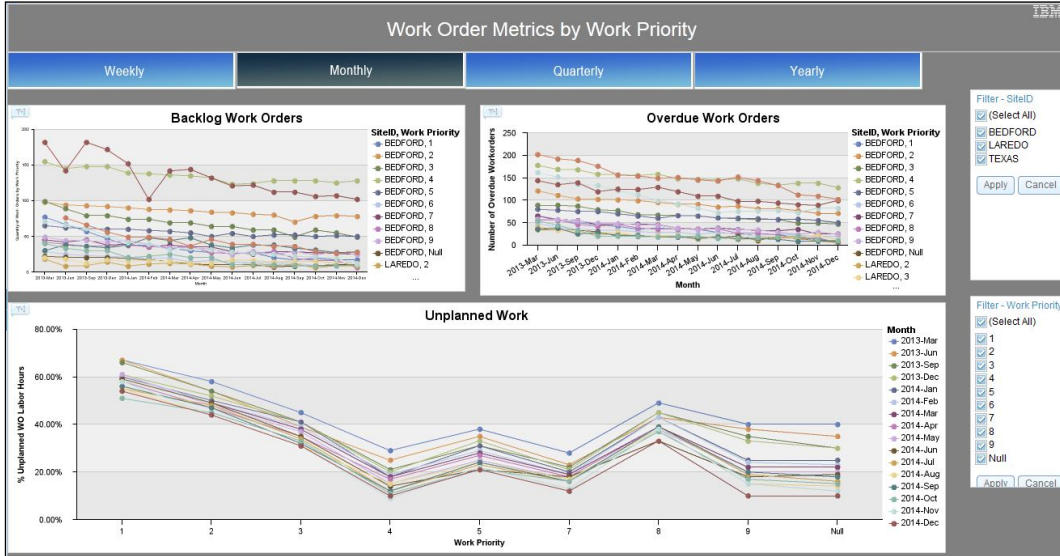 IBM
Work Order Metrics by Work Priority
Weekly
Monthly
Quarterly
Yearly
Backlog Work Orders
SiteID, Work Priority
BEDFORD, 1
BEDFORD, 2
BEDFORD, 3
BEDFORD, 4
BEDFORD, 5
BEDFORD, 6
BEDFORD, 7
BEDFORD, 8
BEDFORD, 9
BEDFORD, Null
LAREDO, 2
...
Quantity of Work Orders by Work Priority
Month
Overdue Work Orders
Number of Overdue Workorders
250
200
150
100
50
0
2013-Mar
2013-Jun
2013-Sep
2013-Dec
2014-Jan
2014-Feb
2014-Mar
2014-Apr
2014-May
2014-Jun
2014-Jul
2014-Aug
2014-Sep
2014-Oct
2014-Nov
2014-Dec
Month
SiteID, Work Priority
BEDFORD, 1
BEDFORD, 2
BEDFORD, 3
BEDFORD, 4
BEDFORD, 5
BEDFORD, 6
BEDFORD, 7
BEDFORD, 8
BEDFORD, 9
LAREDO, 2
LAREDO, 3
...
Filter - SiteID
(Select All)
BEDFORD
LAREDO
TEXAS
Apply Cancel
Unplanned Work
% Unplanned WO Labor Hours
80.00%
60.00%
40.00%
20.00%
0.00%
1 2 3 4 5 7 8 9 Null
Work Priority
Month
2013-Mar
2013-Jun
2013-Sep
2013-Dec
2014-Jan
2014-Feb
2014-Mar
2014-Apr
2014-May
2014-Jun
2014-Jul
2014-Aug
2014-Sep
2014-Oct
2014-Nov
2014-Dec
Filter - Work Priority
(Select All)
1
2
3
4
5
6
7
8
9
Null
Apply Cancel